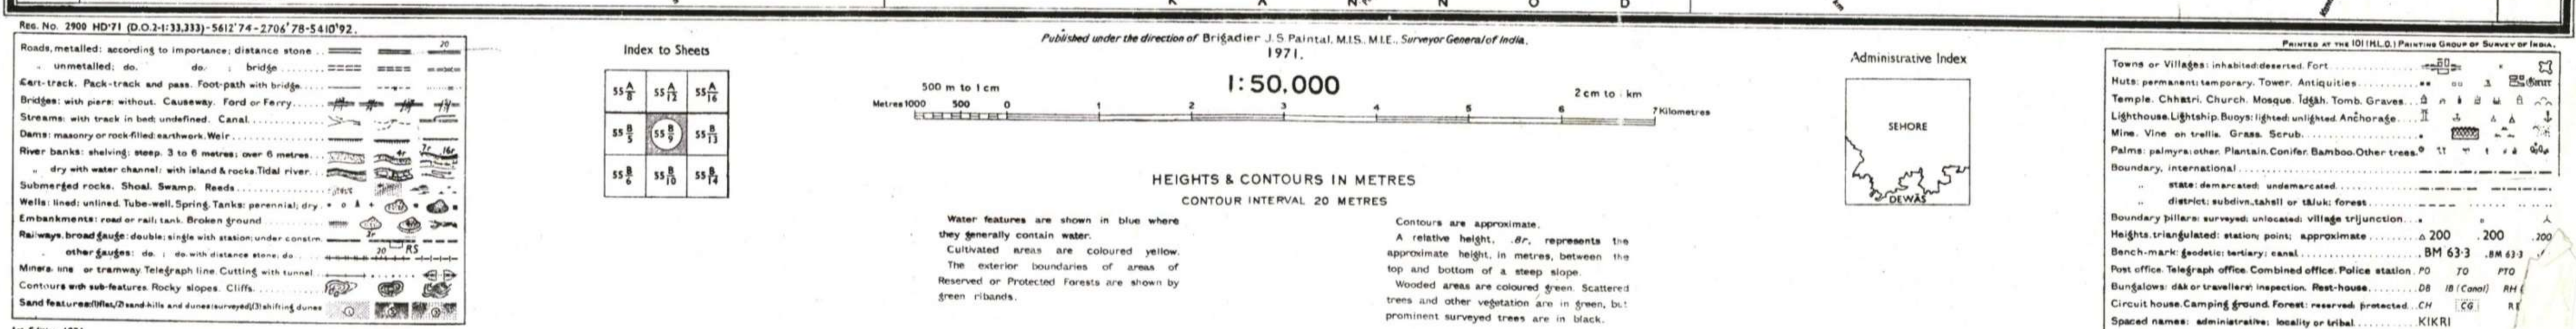 K A N N O D
REG. No. 2900 HD'71 (D.O.2-1:33,333)-5612'74-2706'78-5410'92.
Roads, metalled: according to importance; distance stone .. 20
„ unmetalled; do. do. ; bridge
Cart-track. Pack-track and pass. Foot-path with bridge
Bridges: with piers: without. Causeway. Ford or Ferry
Streams: with track in bed; undefined. Canal.
Dams: masonry or rock-filled; earthwork. Weir
River banks: shelving; steep. 3 to 6 metres; over 6 metres... 4r 7r 16r
„ dry with water channel; with island & rocks. Tidal river
Submerged rocks. Shoal. Swamp. Reeds
Wells: lined; unlined. Tube-well. Spring. Tanks: perennial; dry
Embankments: road or rail; tank. Broken ground
Railways, broad gauge: double; single with station; under constrn. RS
„ other gauges: do. ; do. with distance stone; do. 20
Mineral line or tramway. Telegraph line. Cutting with tunnel
Contours with sub-features. Rocky slopes. Cliffs
Sand features: (1)flat, (2) sand-hills and dunes (surveyed), (3) shifting dunes
Index to Sheets
55 A/8 55 A/12 55 A/16
55 B/5 55 B/9 55 B/13
55 B/6 55 B/10 55 B/14
Published under the direction of Brigadier J. S. Paintal, M.I.S., M.I.E., Surveyor General of India.
1971.
1:50,000
500 m to 1 cm 2 cm to 1 km
Metres 1000 500 0 1 2 3 4 5 6 7 Kilometres
HEIGHTS & CONTOURS IN METRES
CONTOUR INTERVAL 20 METRES
Water features are shown in blue where
they generally contain water.
Cultivated areas are coloured yellow.
The exterior boundaries of areas of
Reserved or Protected Forests are shown by
green ribands.
Contours are approximate.
A relative height, .8r, represents the
approximate height, in metres, between the
top and bottom of a steep slope.
Wooded areas are coloured green. Scattered
trees and other vegetation are in green, but
prominent surveyed trees are in black.
Administrative Index
SEHORE
DEWĀS
PRINTED AT THE 101 (H.L.O.) PRINTING GROUP OF SURVEY OF INDIA.
Towns or Villages: inhabited: deserted. Fort
Huts: permanent; temporary. Tower. Antiquities
Temple. Chhatri. Church. Mosque. Īdgāh. Tomb. Graves
Lighthouse. Lightship. Buoys: lighted; unlighted. Anchorage
Mine. Vine on trellis. Grass. Scrub
Palms: palmyra; other. Plantain. Conifer. Bamboo. Other trees
Boundary, international
„ state: demarcated; undemarcated
„ district; subdivn., tahsīl or tāluk; forest
Boundary pillars: surveyed; unlocated; village trijunction
Heights, triangulated: station; point; approximate 200 .200 .200
Bench-mark: geodetic; tertiary; canal . BM 63·3 .BM 63·3
Post office. Telegraph office. Combined office. Police station . PO TO PTO
Bungalows: dāk or travellers; inspection. Rest-house DB IB (Canal) RH
Circuit house. Camping ground. Forest: reserved; protected CH CG
Spaced names: administrative; locality or tribal KIKRI